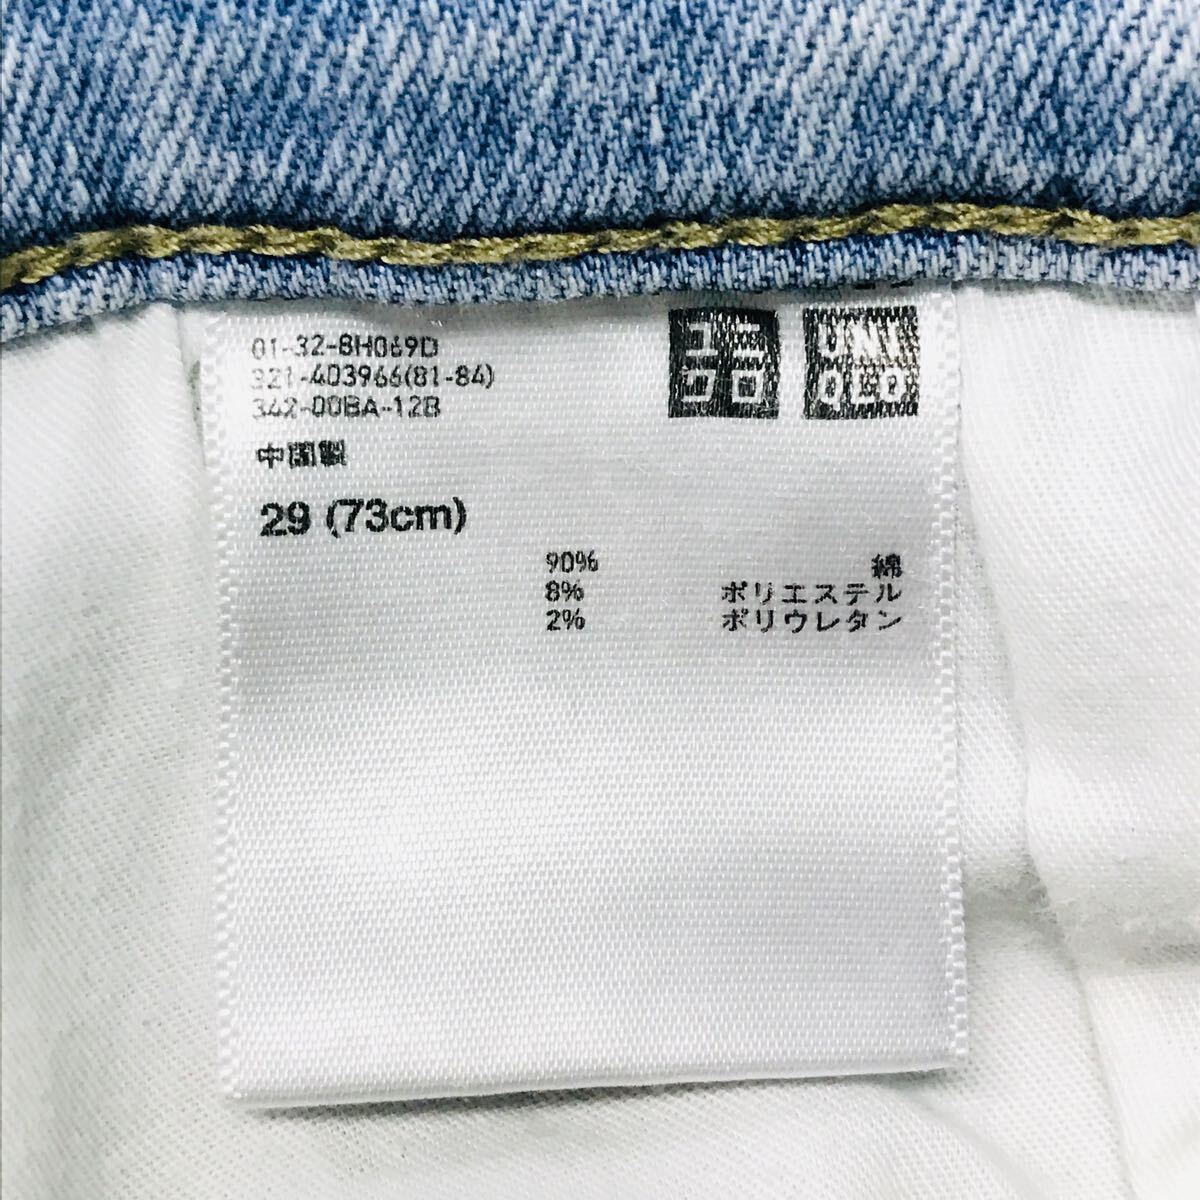 01-32-8H069D
321-403966(81-84)
342-00BA-12B
ユニ
クロ
UNI
QLO
中国製
29 (73cm)
90% 綿
8% ポリエステル
2% ポリウレタン